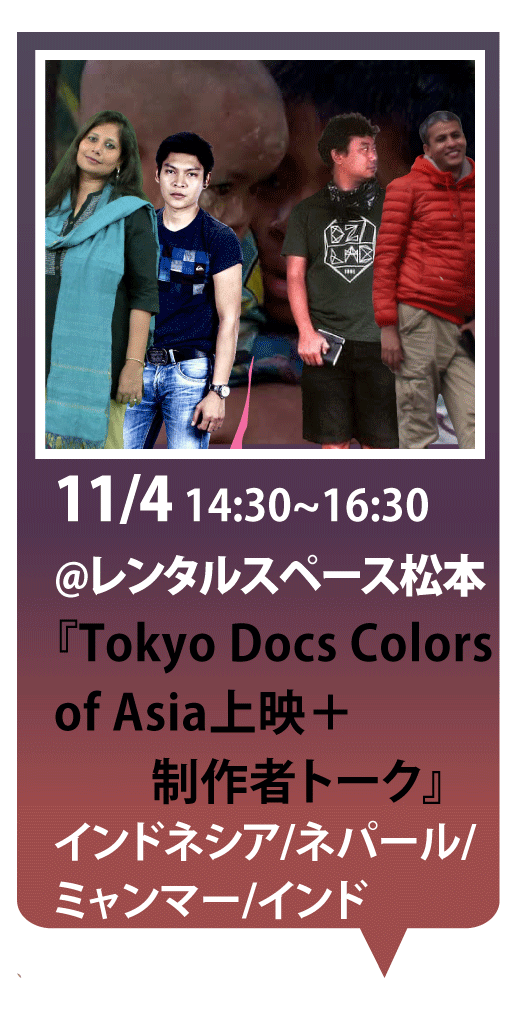 DZI
LAB
11/4 14:30~16:30
@レンタルスペース松本
『Tokyo Docs Colors
of Asia上映＋
制作者トーク』
インドネシア/ネパール/
ミャンマー/インド
、